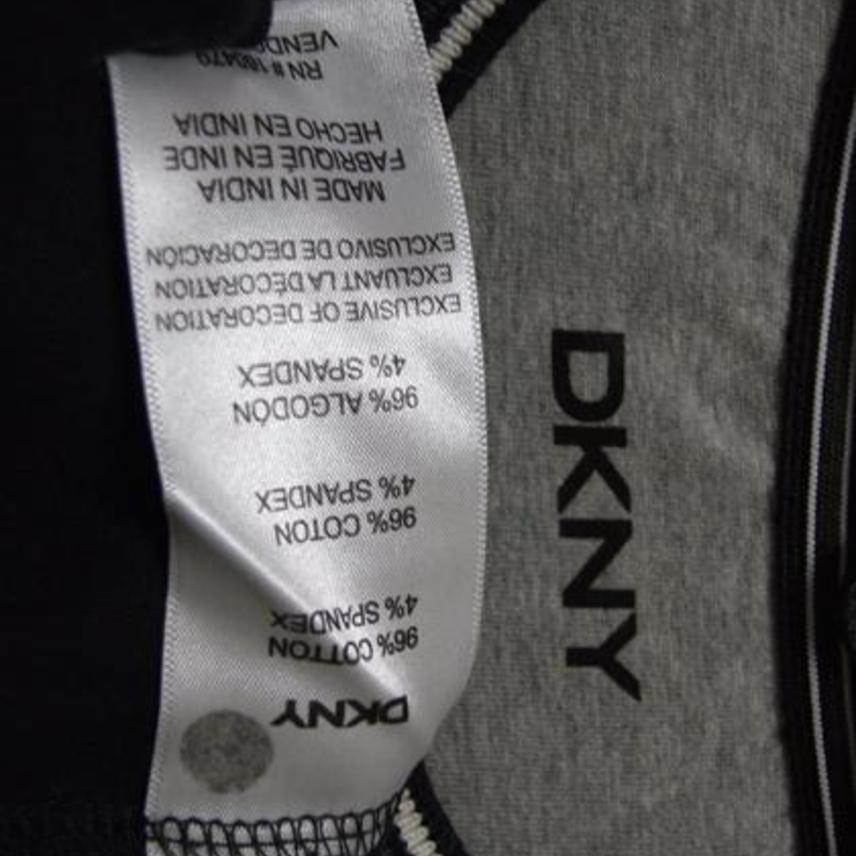 DKNY
96% COTTON
4% SPANDEX
96% COTON
4% SPANDEX
96% ALGODÓN
4% SPANDEX
EXCLUSIVE OF DECORATION
EXCLUANT LA DÉCORATION
EXCLUSIVO DE DECORACIÓN
MADE IN INDIA
FABRIQUÉ EN INDE
HECHO EN INDIA
RN #
DKNY